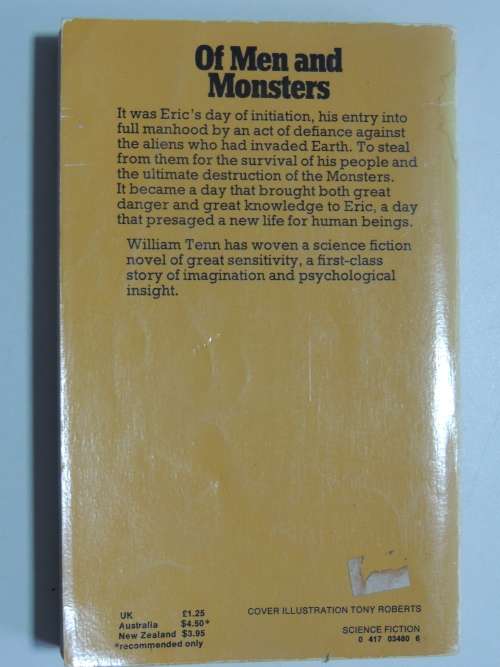 Of Men and
Monsters
It was Eric's day of initiation, his entry into
full manhood by an act of defiance against
the aliens who had invaded Earth. To steal
from them for the survival of his people and
the ultimate destruction of the Monsters.
It became a day that brought both great
danger and great knowledge to Eric, a day
that presaged a new life for human beings.
William Tenn has woven a science fiction
novel of great sensitivity, a first-class
story of imagination and psychological
insight.
UK £1.25
Australia $4.50*
New Zealand $3.95
*recommended only
COVER ILLUSTRATION TONY ROBERTS
SCIENCE FICTION
0 417 03480 6